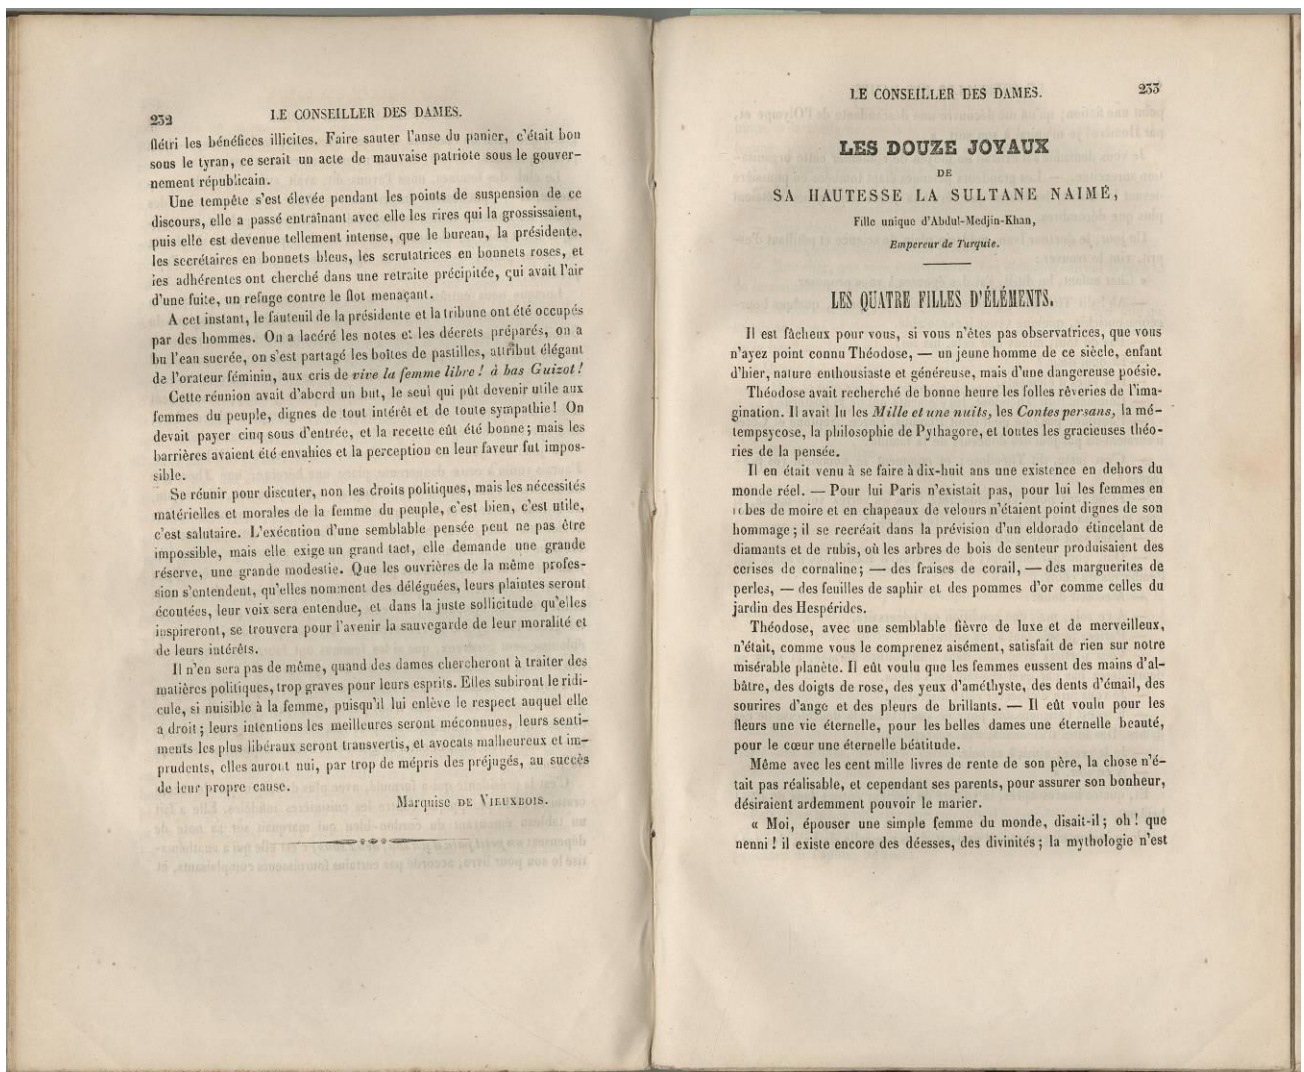 232
LE CONSEILLER DES DAMES.
flétri les bénéfices illicites. Faire sauter l'anse du panier, c'était bon
sous le tyran, ce serait un acte de mauvaise patriote sous le gouver-
nement républicain.
Une tempête s'est élevée pendant les points de suspension de ce
discours, elle a passé entraînant avec elle les rires qui la grossissaient,
puis elle est devenue tellement intense, que le bureau, la présidente,
les secrétaires en bonnets bleus, les scrutatrices en bonnets roses, et
les adhérentes ont cherché dans une retraite précipitée, qui avait l'air
d'une fuite, un refuge contre le flot menaçant.
A cet instant, le fauteuil de la présidente et la tribune ont été occupés
par des hommes. On a lacéré les notes et les décrets préparés, on a
bu l'eau sucrée, on s'est partagé les boîtes de pastilles, attribut élégant
de l'orateur féminin, aux cris de vive la femme libre! à bas Guizot!
Cette réunion avait d'abord un but, le seul qui pût devenir utile aux
femmes du peuple, dignes de tout intérêt et de toute sympathie! On
devait payer cinq sous d'entrée, et la recette eût été bonne; mais les
barrières avaient été envahies et la perception en leur faveur fut impos-
sible.
Se réunir pour discuter, non les droits politiques, mais les nécessités
matérielles et morales de la femme du peuple, c'est bien, c'est utile,
c'est salutaire. L'exécution d'une semblable pensée peut ne pas être
impossible, mais elle exige un grand tact, elle demande une grande
réserve, une grande modestie. Que les ouvrières de la même profes-
sion s'entendent, qu'elles nomment des déléguées, leurs plaintes seront
écoutées, leur voix sera entendue, et dans la juste sollicitude qu'elles
inspireront, se trouvera pour l'avenir la sauvegarde de leur moralité et
de leurs intérêts.
Il n'en sera pas de même, quand des dames chercheront à traiter des
matières politiques, trop graves pour leurs esprits. Elles subiront le ridi-
cule, si nuisible à la femme, puisqu'il lui enlève le respect auquel elle
a droit; leurs intentions les meilleures seront méconnues, leurs senti-
ments les plus libéraux seront transvertis, et avocats malheureux et im-
prudents, elles auront nui, par trop de mépris des préjugés, au succès
de leur propre cause.
Marquise DE VIEUXBOIS.
LE CONSEILLER DES DAMES.
233
LES DOUZE JOYAUX
DE
SA HAUTESSE LA SULTANE NAIMÉ,
Fille unique d'Abdul-Medjin-Khan,
Empereur de Turquie.
LES QUATRE FILLES D'ÉLÉMENTS.
Il est fâcheux pour vous, si vous n'êtes pas observatrices, que vous
n'ayez point connu Théodose, — un jeune homme de ce siècle, enfant
d'hier, nature enthousiaste et généreuse, mais d'une dangereuse poésie.
Théodose avait recherché de bonne heure les folles rêveries de l'ima-
gination. Il avait lu les Mille et une nuits, les Contes persans, la mé-
tempsycose, la philosophie de Pythagore, et toutes les gracieuses théo-
ries de la pensée.
Il en était venu à se faire à dix-huit ans une existence en dehors du
monde réel. — Pour lui Paris n'existait pas, pour lui les femmes en
robes de moire et en chapeaux de velours n'étaient point dignes de son
hommage; il se recréait dans la prévision d'un eldorado étincelant de
diamants et de rubis, où les arbres de bois de senteur produisaient des
cerises de cornaline; — des fraises de corail, — des marguerites de
perles, — des feuilles de saphir et des pommes d'or comme celles du
jardin des Hespérides.
Théodose, avec une semblable fièvre de luxe et de merveilleux,
n'était, comme vous le comprenez aisément, satisfait de rien sur notre
misérable planète. Il eût voulu que les femmes eussent des mains d'al-
bâtre, des doigts de rose, des yeux d'améthyste, des dents d'émail, des
sourires d'ange et des pleurs de brillants. — Il eût voulu pour les
fleurs une vie éternelle, pour les belles dames une éternelle beauté,
pour le cœur une éternelle béatitude.
Même avec les cent mille livres de rente de son père, la chose n'é-
tait pas réalisable, et cependant ses parents, pour assurer son bonheur,
désiraient ardemment pouvoir le marier.
« Moi, épouser une simple femme du monde, disait-il; oh! que
nenni! il existe encore des déesses, des divinités; la mythologie n'est